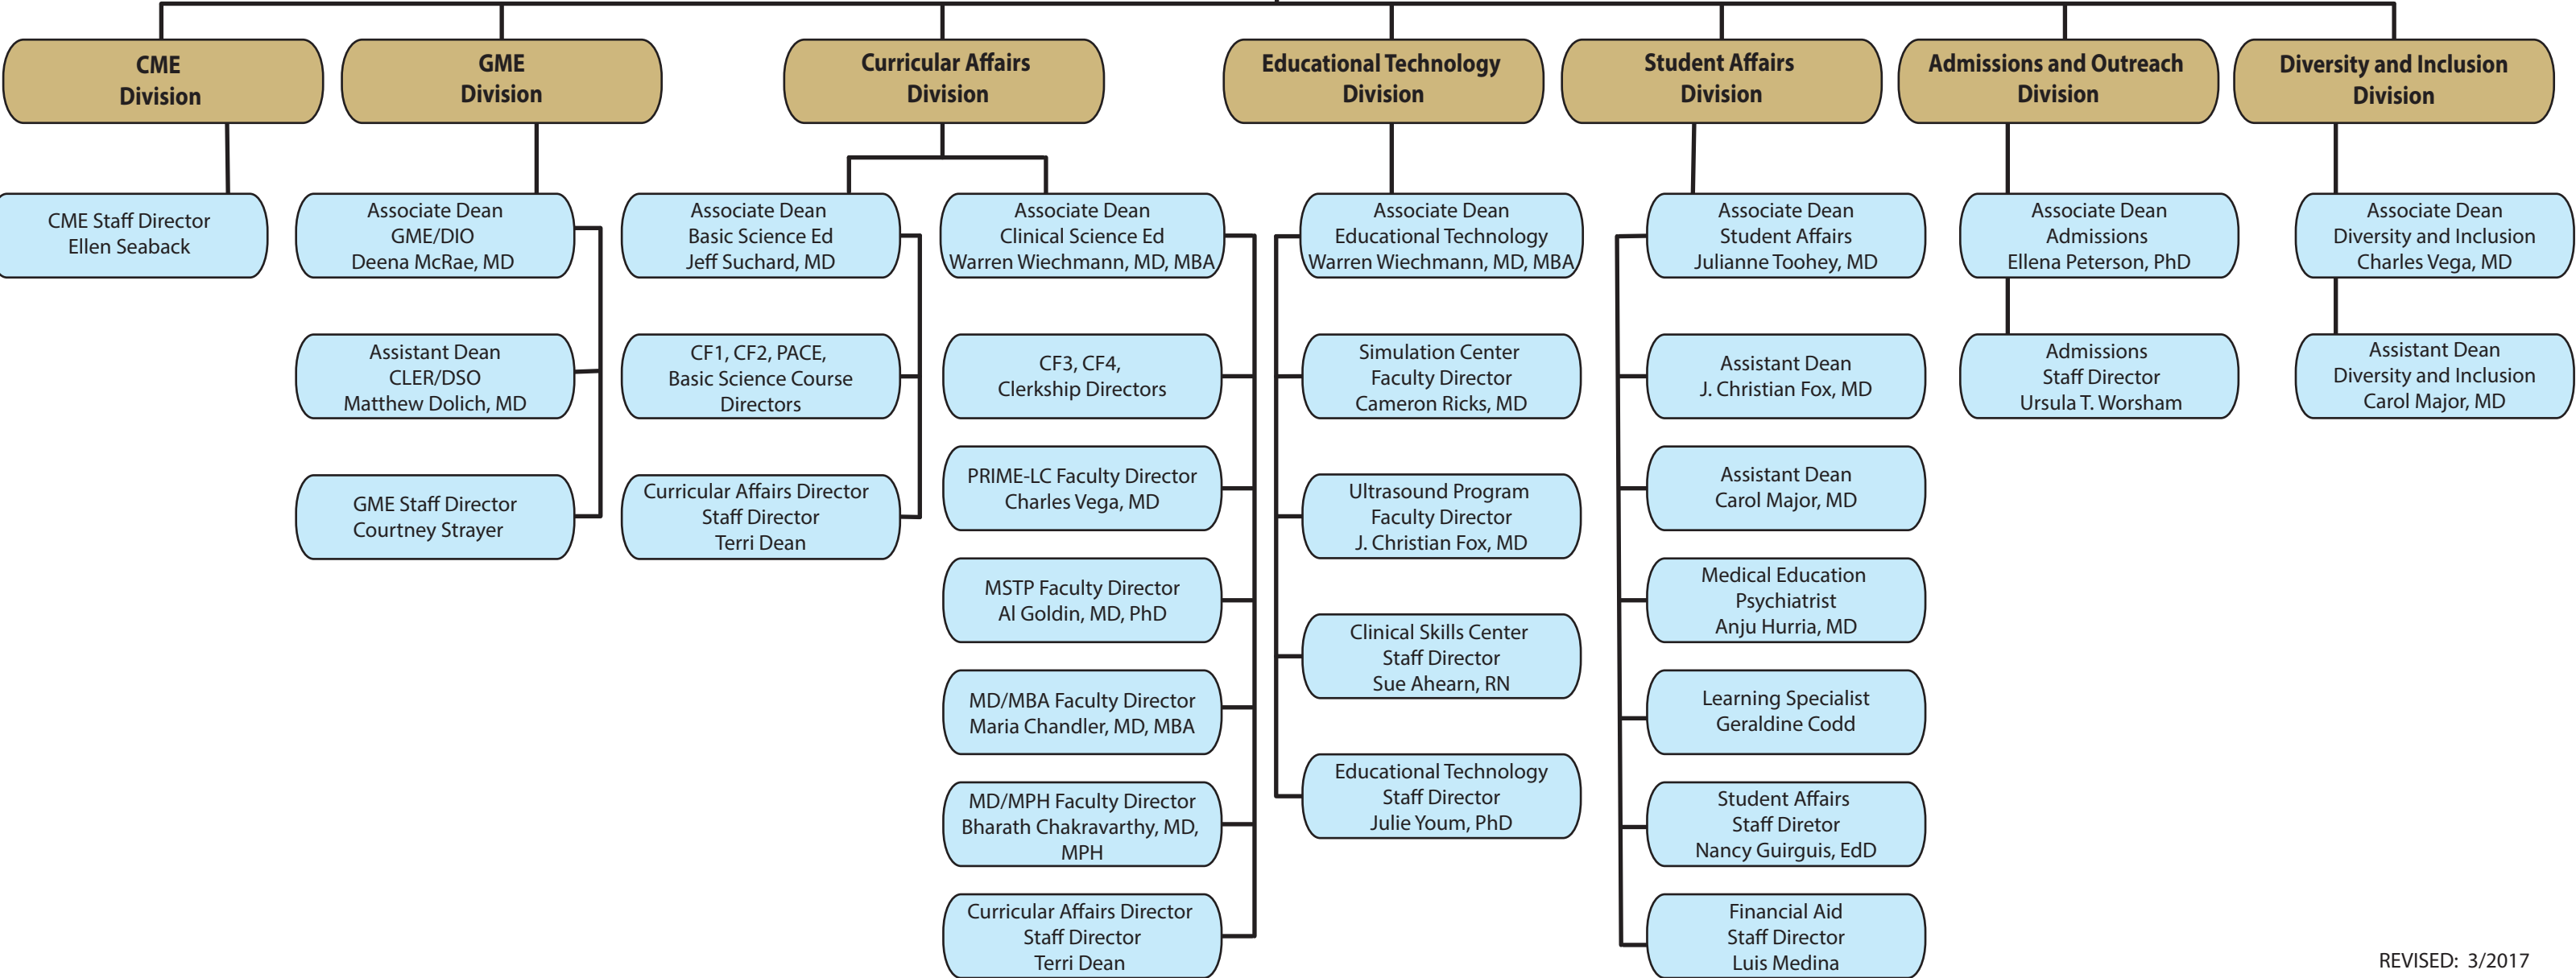 CME
Division
GME
Division
Curricular Affairs
Division
Educational Technology
Division
Student Affairs
Division
Admissions and Outreach
Division
Diversity and Inclusion
Division
CME Staff Director
Ellen Seaback
Associate Dean
GME/DIO
Deena McRae, MD
Assistant Dean
CLER/DSO
Matthew Dolich, MD
GME Staff Director
Courtney Strayer
Associate Dean
Basic Science Ed
Jeff Suchard, MD
CF1, CF2, PACE,
Basic Science Course
Directors
Curricular Affairs Director
Staff Director
Terri Dean
Associate Dean
Clinical Science Ed
Warren Wiechmann, MD, MBA
CF3, CF4,
Clerkship Directors
PRIME-LC Faculty Director
Charles Vega, MD
MSTP Faculty Director
Al Goldin, MD, PhD
MD/MBA Faculty Director
Maria Chandler, MD, MBA
MD/MPH Faculty Director
Bharath Chakravarthy, MD,
MPH
Curricular Affairs Director
Staff Director
Terri Dean
Associate Dean
Educational Technology
Warren Wiechmann, MD, MBA
Simulation Center
Faculty Director
Cameron Ricks, MD
Ultrasound Program
Faculty Director
J. Christian Fox, MD
Clinical Skills Center
Staff Director
Sue Ahearn, RN
Educational Technology
Staff Director
Julie Youm, PhD
Associate Dean
Student Affairs
Julianne Toohey, MD
Assistant Dean
J. Christian Fox, MD
Assistant Dean
Carol Major, MD
Medical Education
Psychiatrist
Anju Hurria, MD
Learning Specialist
Geraldine Codd
Student Affairs
Staff Diretor
Nancy Guirguis, EdD
Financial Aid
Staff Director
Luis Medina
Associate Dean
Admissions
Ellena Peterson, PhD
Admissions
Staff Director
Ursula T. Worsham
Associate Dean
Diversity and Inclusion
Charles Vega, MD
Assistant Dean
Diversity and Inclusion
Carol Major, MD
REVISED: 3/2017